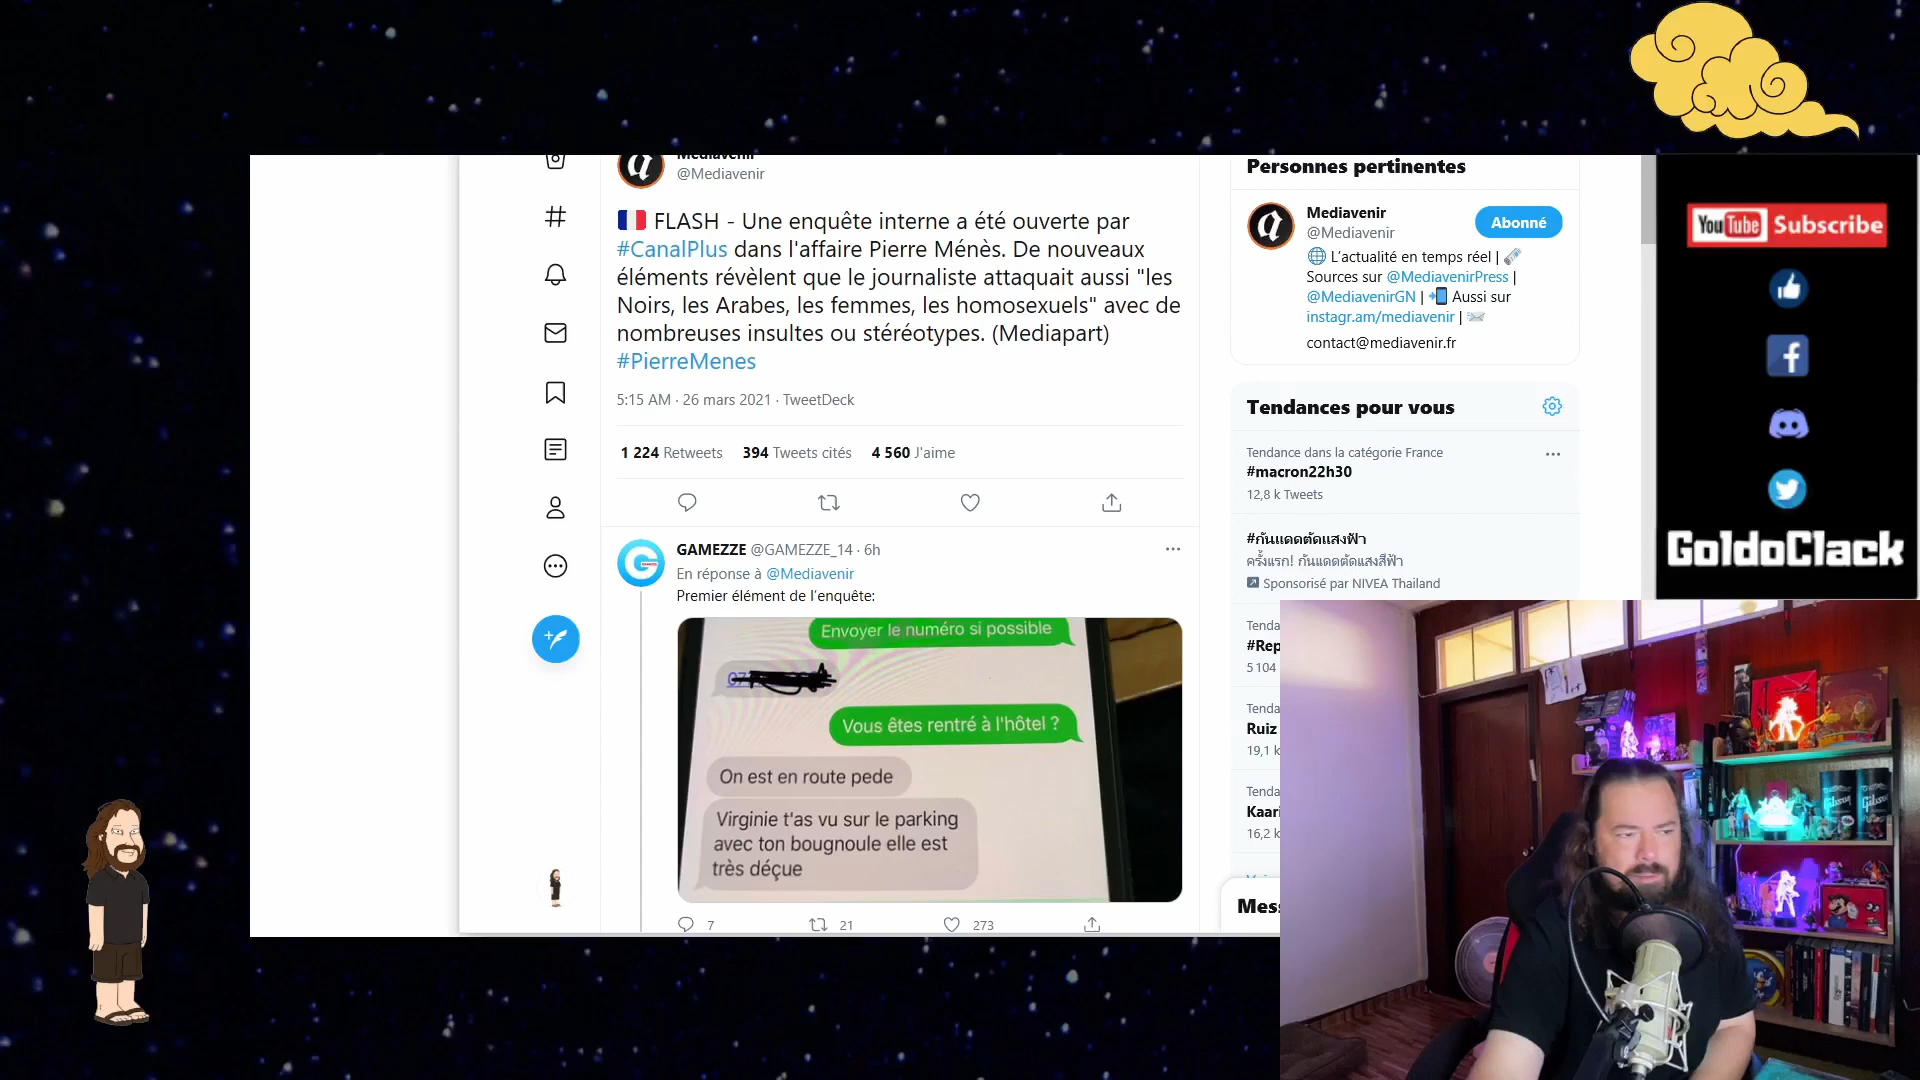 Mediavenir
@Mediavenir
FLASH - Une enquête interne a été ouverte par
#CanalPlus dans l'affaire Pierre Ménès. De nouveaux
éléments révèlent que le journaliste attaquait aussi "les
Noirs, les Arabes, les femmes, les homosexuels" avec de
nombreuses insultes ou stéréotypes. (Mediapart)
#PierreMenes
5:15 AM · 26 mars 2021 · TweetDeck
1 224 Retweets 394 Tweets cités 4 560 J'aime
GAMEZZE @GAMEZZE_14 · 6h
En réponse à @Mediavenir
Premier élément de l'enquête:
Envoyer le numéro si possible
Vous êtes rentré à l'hôtel ?
On est en route pede
Virginie t'as vu sur le parking
avec ton bougnoule elle est
très déçue
7 21 273
Personnes pertinentes
Mediavenir
@Mediavenir
Abonné
L'actualité en temps réel |
Sources sur @MediavenirPress |
@MediavenirGN | Aussi sur
instagr.am/mediavenir |
contact@mediavenir.fr
Tendances pour vous
Tendance dans la catégorie France
#macron22h30
12,8 k Tweets
#กันแดดตัดแสงฟ้า
ครั้งแรก! กันแดดตัดแสงสีฟ้า
Sponsorisé par NIVEA Thailand
Tenda
#Rep
5 104
Tenda
Ruiz
19,1 k
Tenda
Kaari
16,2 k
Mess
YouTube Subscribe
GoldoClack